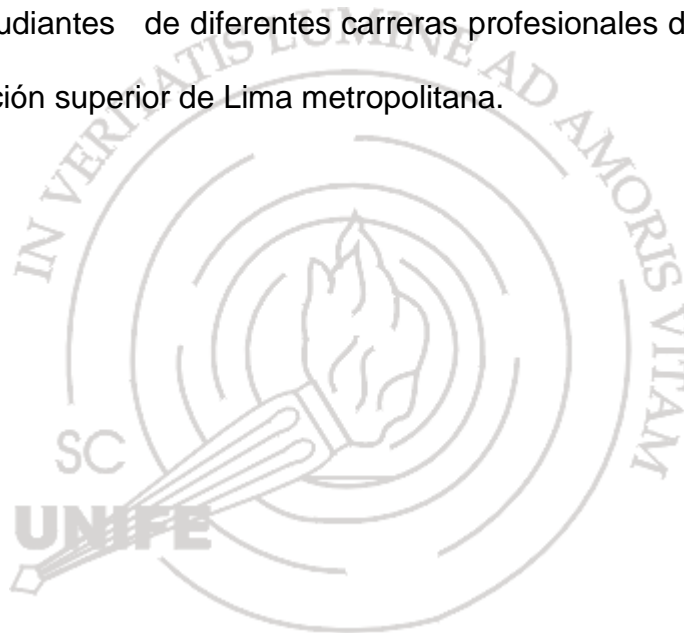 udiantes de diferentes carreras profesionales d
ción superior de Lima metropolitana.
IN VERITATIS LUMINE AD AMORIS VITAM
SC
UNIFE